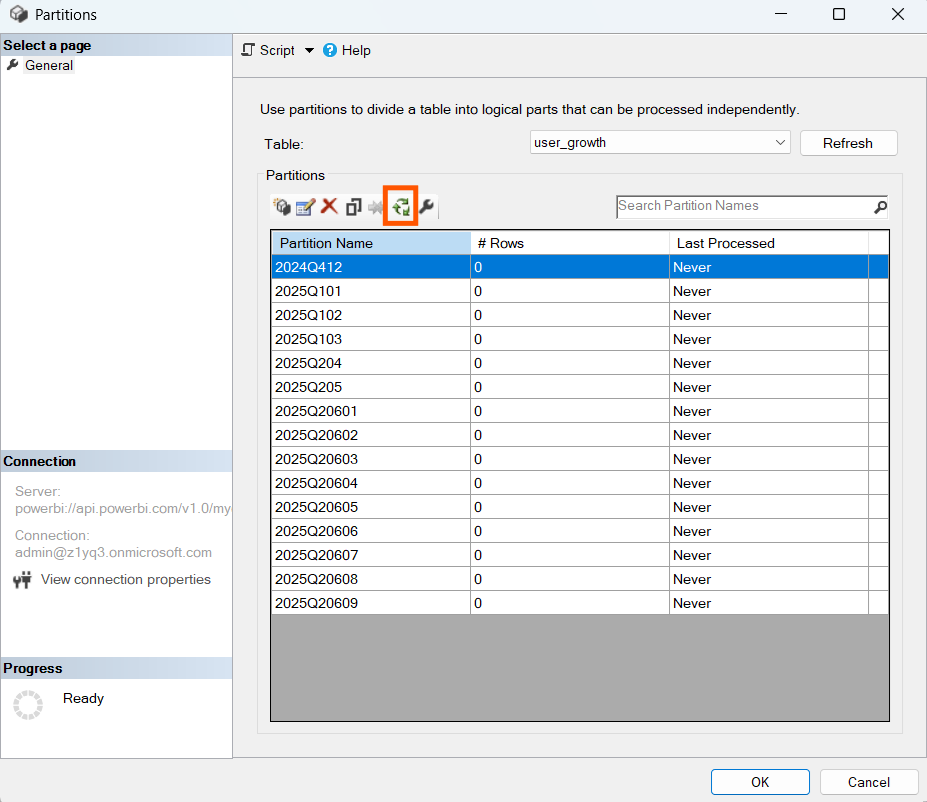 Partitions
Select a page
General
Script
Help
Use partitions to divide a table into logical parts that can be processed independently.
Table:
user_growth
Refresh
Partitions
Search Partition Names
Partition Name # Rows Last Processed
2024Q412 0 Never
2025Q101 0 Never
2025Q102 0 Never
2025Q103 0 Never
2025Q204 0 Never
2025Q205 0 Never
2025Q20601 0 Never
2025Q20602 0 Never
2025Q20603 0 Never
2025Q20604 0 Never
2025Q20605 0 Never
2025Q20606 0 Never
2025Q20607 0 Never
2025Q20608 0 Never
2025Q20609 0 Never
Connection
Server:
powerbi://api.powerbi.com/v1.0/my
Connection:
admin@z1yq3.onmicrosoft.com
View connection properties
Progress
Ready
OK
Cancel